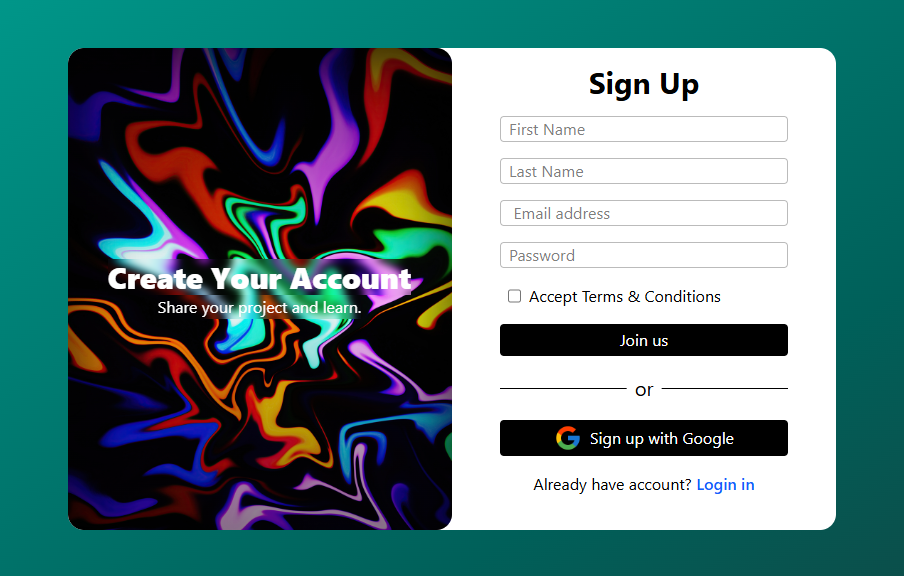 Create Your Account
Share your project and learn.
Sign Up
First Name
Last Name
Email address
Password
Accept Terms & Conditions
Join us
or
Sign up with Google
Already have account? Login in